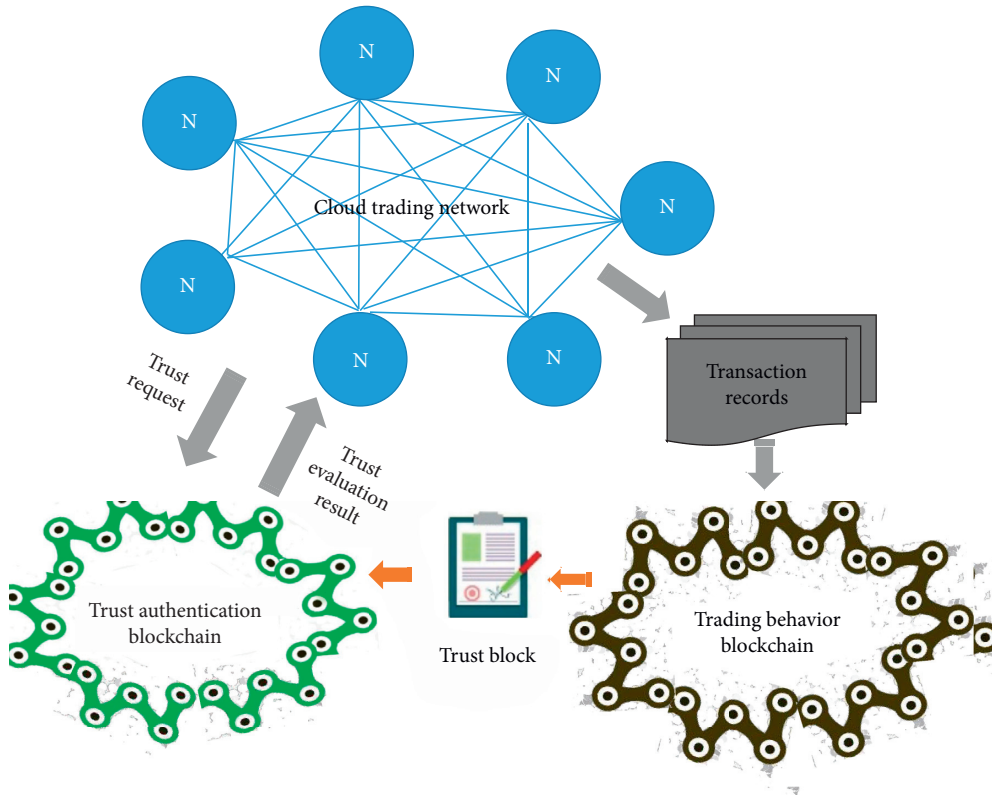 N
N
N
N
Cloud trading network
N
N
N
Trust
request
Trust
evaluation
result
Transaction
records
Trust authentication
blockchain
Trust block
Trading behavior
blockchain